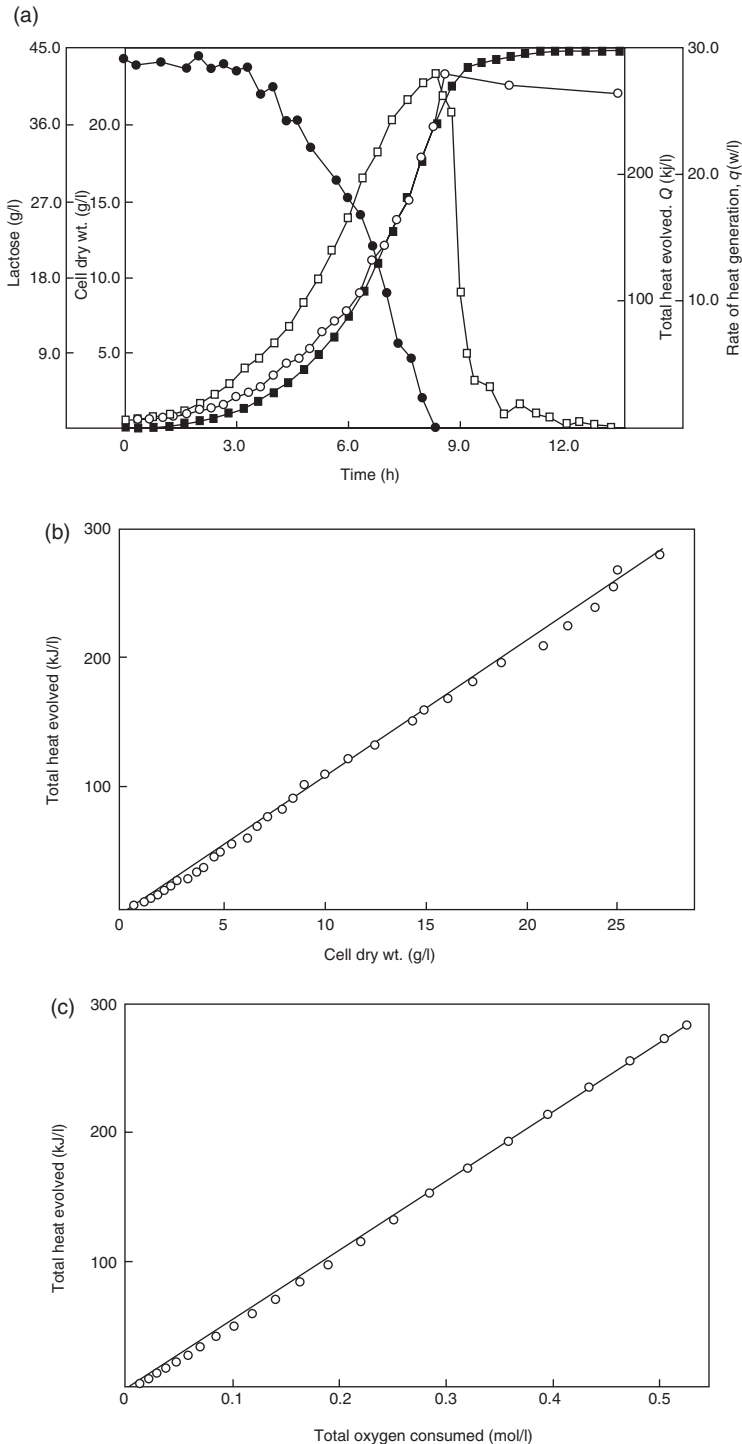 (a)
45.0
36.0
27.0
18.0
9.0
Lactose (g/l)
20.0
15.0
10.0
5.0
Cell dry wt. (g/l)
200
100
Total heat evolved. Q (kj/l)
30.0
20.0
10.0
Rate of heat generation, q(w/l)
0 3.0 6.0 9.0 12.0
Time (h)
(b)
300
200
100
Total heat evolved (kJ/l)
0 5 10 15 20 25
Cell dry wt. (g/l)
(c)
300
200
100
Total heat evolved (kJ/l)
0 0.1 0.2 0.3 0.4 0.5
Total oxygen consumed (mol/l)